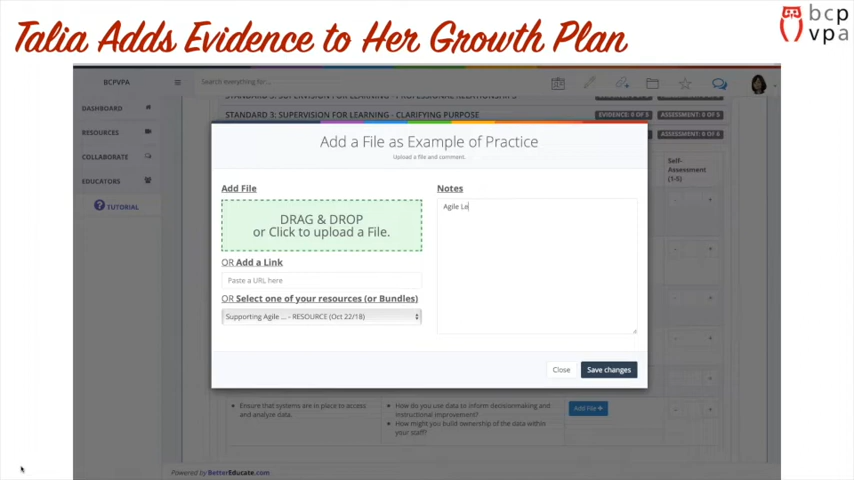 Talia Adds Evidence to Her Growth Plan
bcp
vpa
BCPVPA
Search everything for...
DASHBOARD
RESOURCES
COLLABORATE
EDUCATORS
TUTORIAL
STANDARD 3: SUPERVISION FOR LEARNING - CLARIFYING PURPOSE
EVIDENCE: 0 OF 5
ASSESSMENT: 0 OF 5
ASSESSMENT: 0 OF 4
Self-
Assessment
(1-5)
Add a File as Example of Practice
Upload a file and comment.
Add File
DRAG & DROP
or Click to upload a File.
OR Add a Link
Paste a URL here
OR Select one of your resources (or Bundles)
Supporting Agile ... - RESOURCE (Oct 22/18)
Notes
Agile Le
Close
Save changes
Ensure that systems are in place to access
and analyze data.
How do you use data to inform decisionmaking and
instructional improvement?
How might you build ownership of the data within
your staff?
Add File
Powered by BetterEducate.com